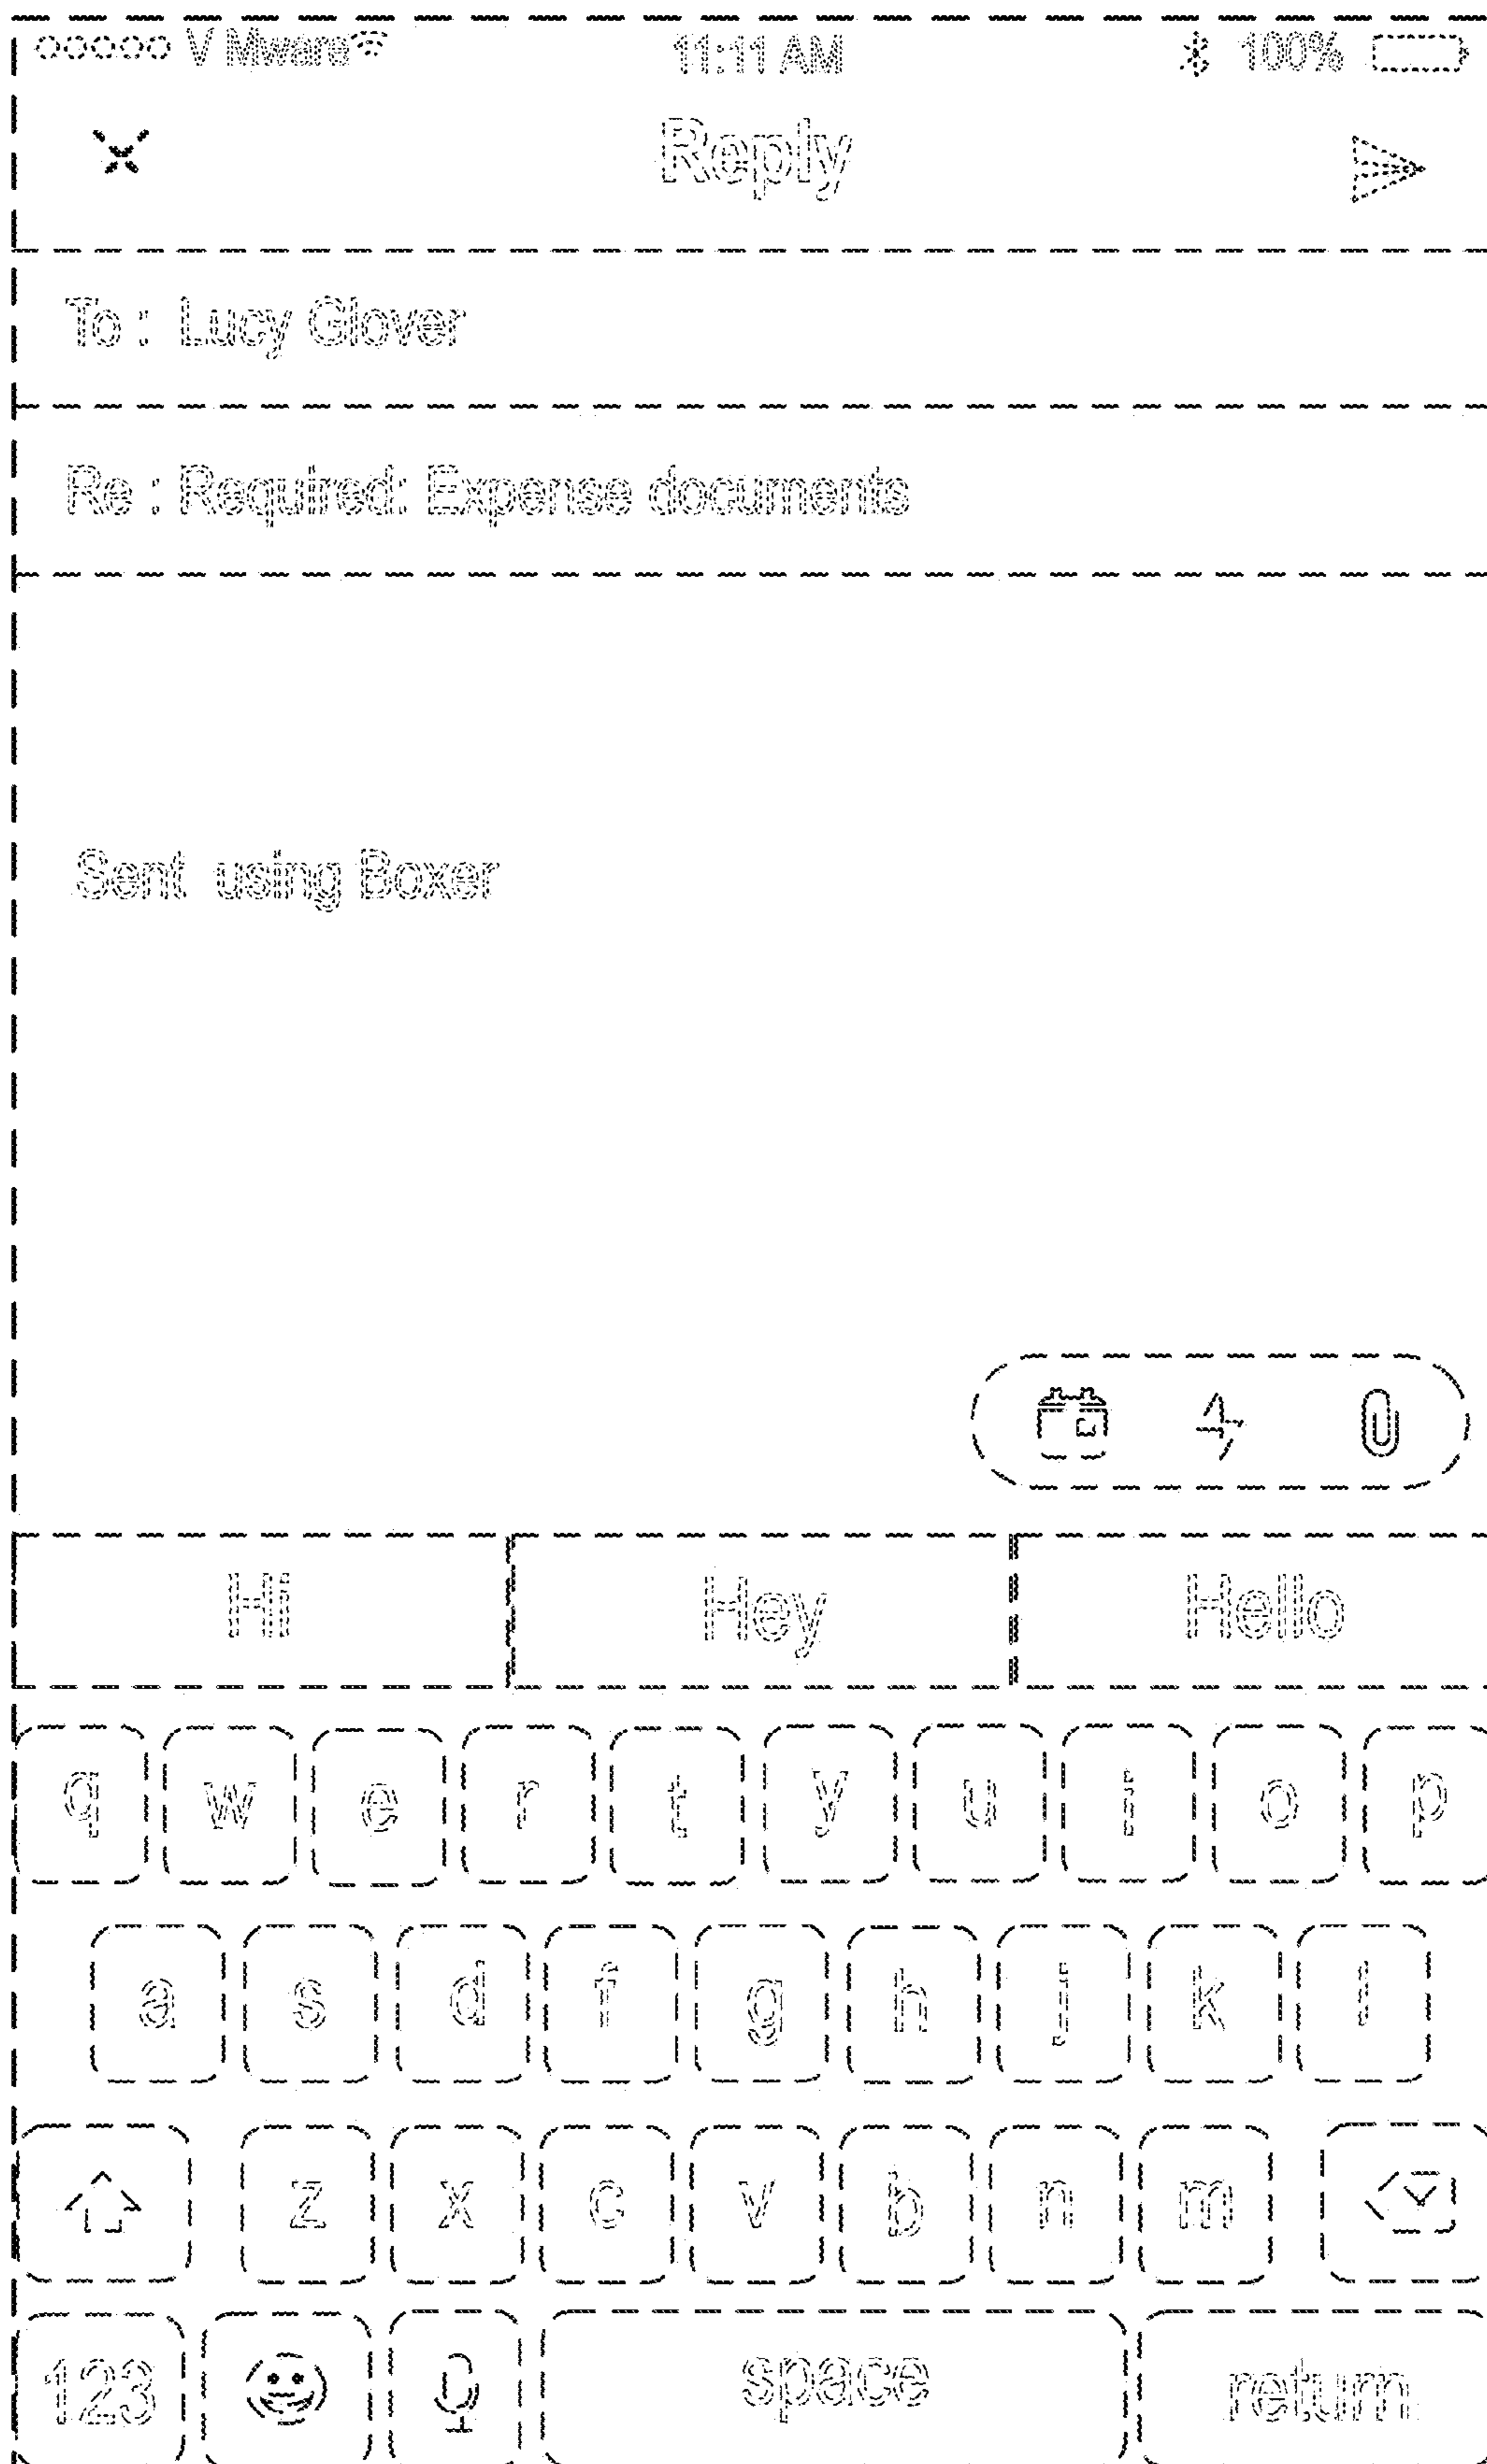 V Mware 11:11 AM 100%
Reply
To : Lucy Glover
Re : Required: Expense documents
Sent using Boxer
Hi Hey Hello
q w e r t y u i o p
a s d f g h j k l
z x c v b n m
123 space return